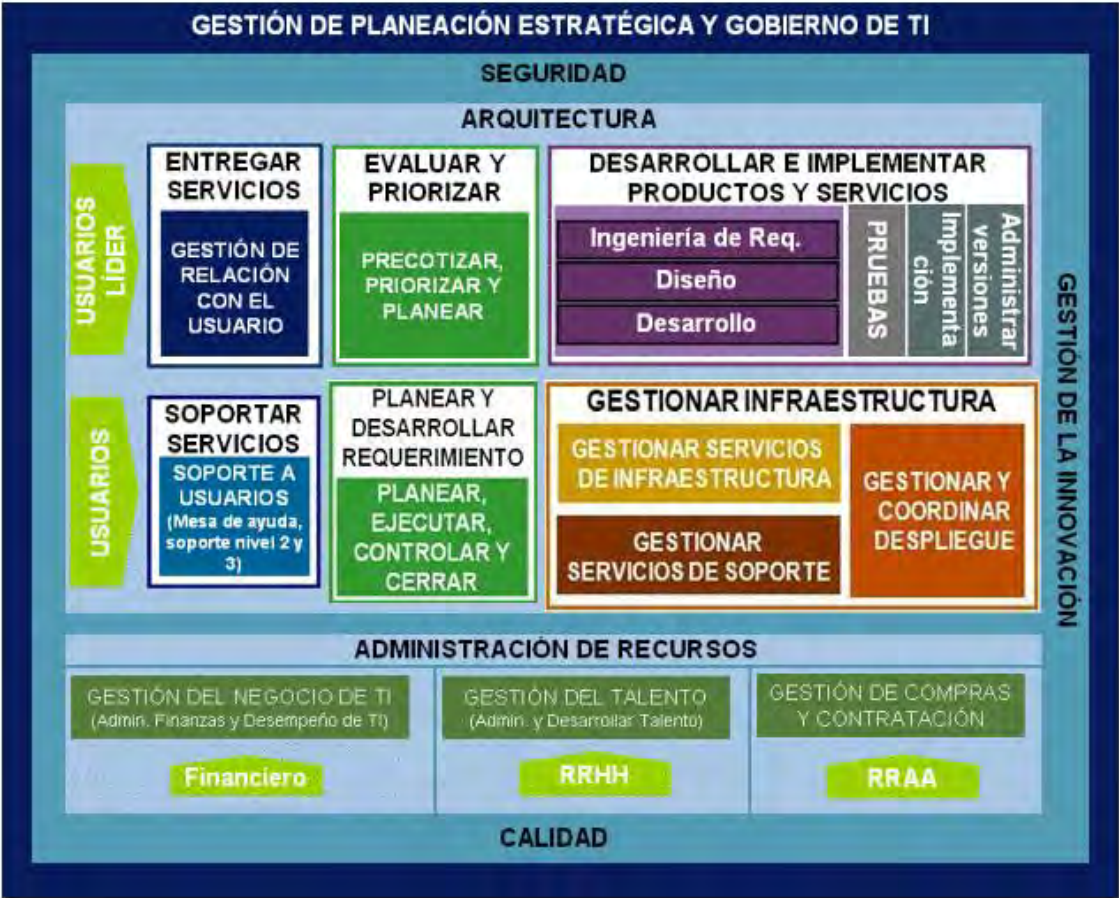 GESTIÓN DE PLANEACIÓN ESTRATÉGICA Y GOBIERNO DE TI
SEGURIDAD
ARQUITECTURA
USUARIOS
LÍDER
ENTREGAR
SERVICIOS
GESTIÓN DE
RELACIÓN
CON EL
USUARIO
EVALUAR Y
PRIORIZAR
PRECOTIZAR,
PRIORIZAR Y
PLANEAR
DESARROLLAR E IMPLEMENTAR
PRODUCTOS Y SERVICIOS
Ingeniería de Req.
Diseño
Desarrollo
PRUEBAS
Implementa
ción
Administrar
versiones
USUARIOS
SOPORTAR
SERVICIOS
SOPORTE A
USUARIOS
(Mesa de ayuda,
soporte nivel 2 y
3)
PLANEAR Y
DESARROLLAR
REQUERIMIENTO
PLANEAR,
EJECUTAR,
CONTROLAR Y
CERRAR
GESTIONAR INFRAESTRUCTURA
GESTIONAR SERVICIOS
DE INFRAESTRUCTURA
GESTIONAR
SERVICIOS DE SOPORTE
GESTIONAR Y
COORDINAR
DESPLIEGUE
GESTIÓN DE LA INNOVACIÓN
ADMINISTRACIÓN DE RECURSOS
GESTIÓN DEL NEGOCIO DE TI
(Admin. Finanzas y Desempeño de TI)
Financiero
GESTIÓN DEL TALENTO
(Admin. y Desarrollar Talento)
RRHH
GESTIÓN DE COMPRAS
Y CONTRATACIÓN
RRAA
CALIDAD